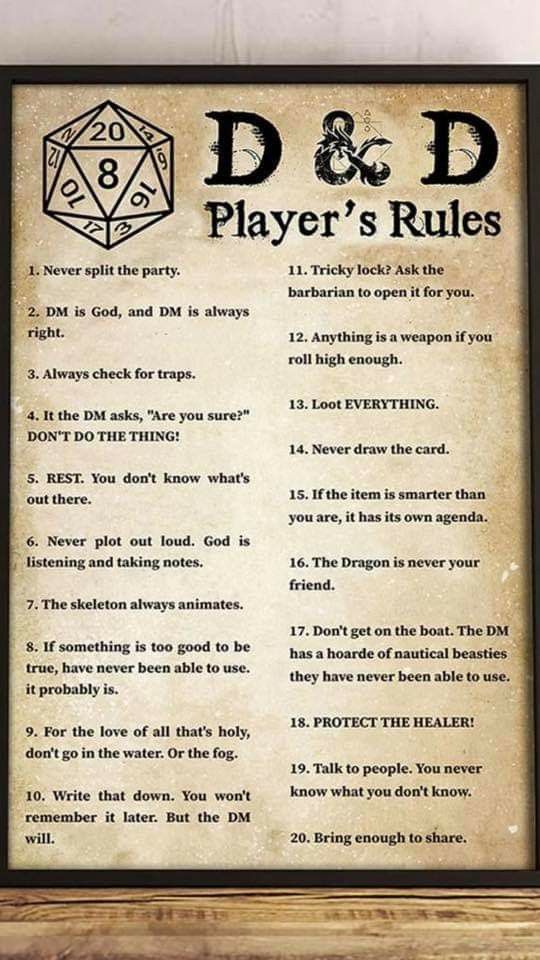 20
8
10
16
17
3
D & D
Player's Rules
1. Never split the party.
2. DM is God, and DM is always
right.
3. Always check for traps.
4. It the DM asks, "Are you sure?"
DON'T DO THE THING!
5. REST. You don't know what's
out there.
6. Never plot out loud. God is
listening and taking notes.
7. The skeleton always animates.
8. If something is too good to be
true, have never been able to use.
it probably is.
9. For the love of all that's holy,
don't go in the water. Or the fog.
10. Write that down. You won't
remember it later. But the DM
will.
11. Tricky lock? Ask the
barbarian to open it for you.
12. Anything is a weapon if you
roll high enough.
13. Loot EVERYTHING.
14. Never draw the card.
15. If the item is smarter than
you are, it has its own agenda.
16. The Dragon is never your
friend.
17. Don't get on the boat. The DM
has a hoarde of nautical beasties
they have never been able to use.
18. PROTECT THE HEALER!
19. Talk to people. You never
know what you don't know.
20. Bring enough to share.